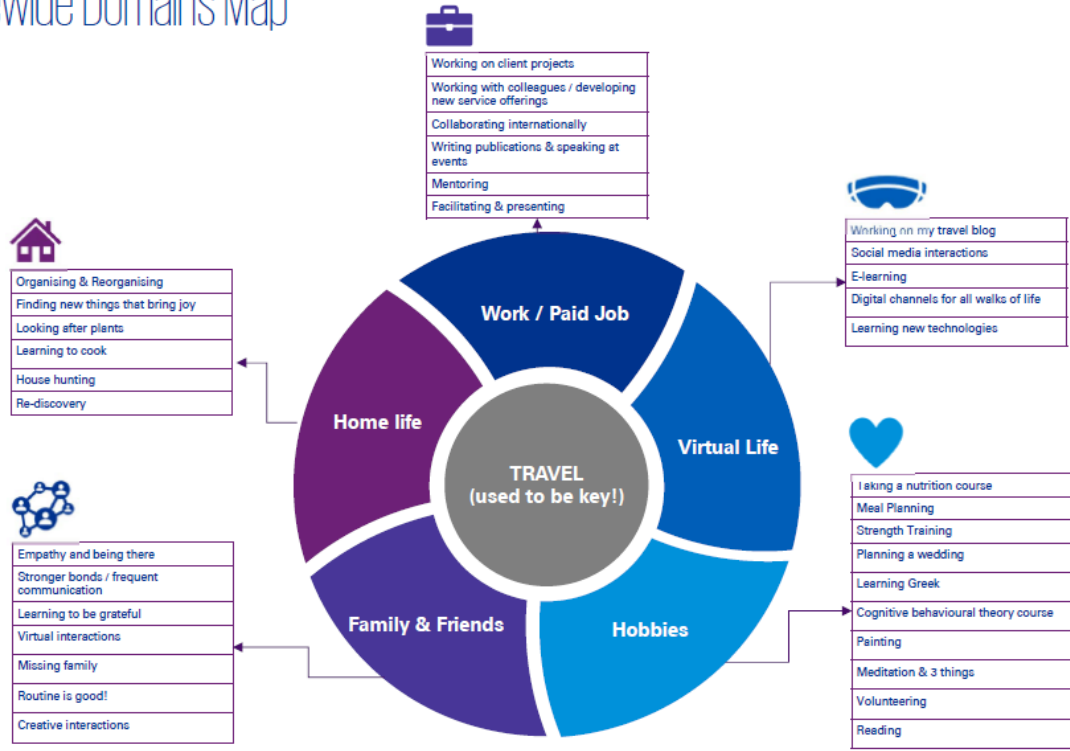 wide Domains Map
Working on client projects
Working with colleagues / developing
new service offerings
Collaborating internationally
Writing publications & speaking at
events
Mentoring
Facilitating & presenting
Working on my travel blog
Social media interactions
E-learning
Digital channels for all walks of life
Learning new technologies
Organising & Reorganising
Finding new things that bring joy
Looking after plants
Learning to cook
House hunting
Re-discovery
Work / Paid Job
Home life
Virtual Life
TRAVEL
(used to be key!)
Family & Friends
Hobbies
Taking a nutrition course
Meal Planning
Strength Training
Planning a wedding
Learning Greek
Cognitive behavioural theory course
Painting
Meditation & 3 things
Volunteering
Reading
Empathy and being there
Stronger bonds / frequent
communication
Learning to be grateful
Virtual interactions
Missing family
Routine is good!
Creative interactions